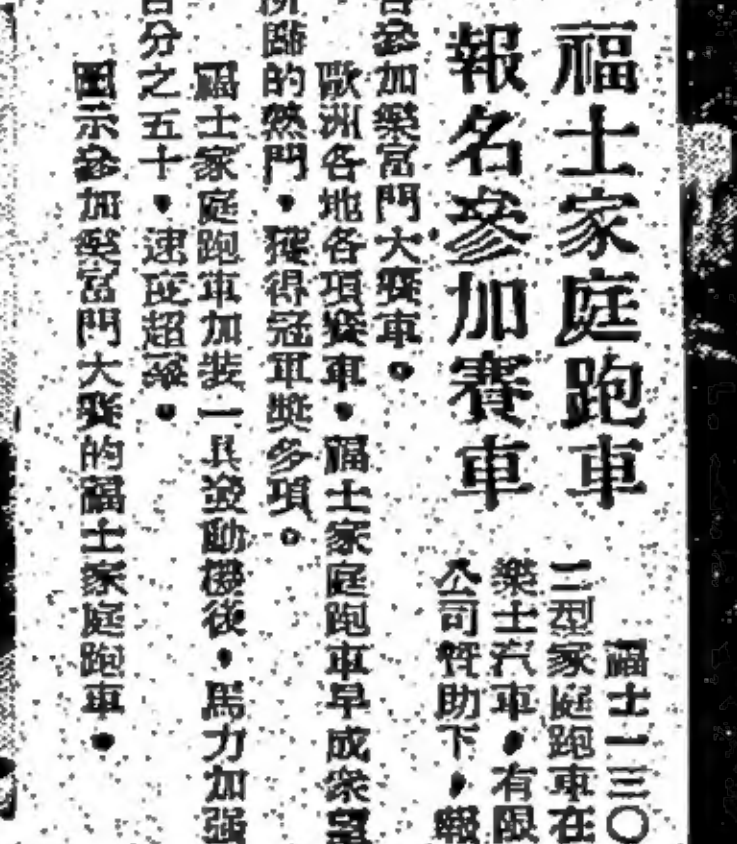 福士家庭跑車
報名參加賽車
福士一三〇
二型家庭跑車在
樂士汽車，有限
公司贊助下，報
名參加樂富門大賽車。
歐洲各地各項賽車，福士家庭跑車早成衆望
所歸的熱門，獲得冠軍獎多項。
福士家庭跑車加裝一具發動機後，馬力加强
百分之五十，速度超羣。
圖示參加樂富門大賽的福士家庭跑車。